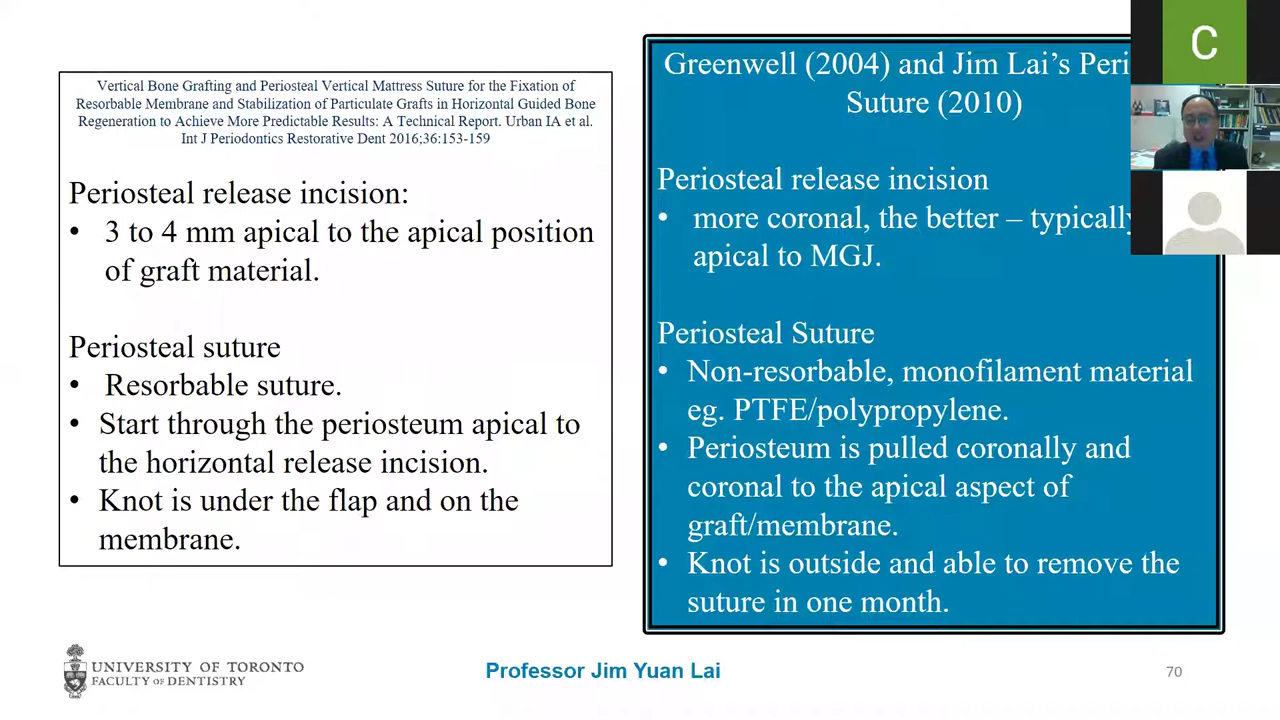 Vertical Bone Grafting and Periosteal Vertical Mattress Suture for the Fixation of
Resorbable Membrane and Stabilization of Particulate Grafts in Horizontal Guided Bone
Regeneration to Achieve More Predictable Results: A Technical Report. Urban IA et al.
Int J Periodontics Restorative Dent 2016;36:153-159
Periosteal release incision:
• 3 to 4 mm apical to the apical position
of graft material.
Periosteal suture
• Resorbable suture.
• Start through the periosteum apical to
the horizontal release incision.
• Knot is under the flap and on the
membrane.
Greenwell (2004) and Jim Lai’s Peri
Suture (2010)
Periosteal release incision
• more coronal, the better – typically
apical to MGJ.
Periosteal Suture
• Non-resorbable, monofilament material
eg. PTFE/polypropylene.
• Periosteum is pulled coronally and
coronal to the apical aspect of
graft/membrane.
• Knot is outside and able to remove the
suture in one month.
C
UNIVERSITY OF TORONTO
FACULTY OF DENTISTRY
Professor Jim Yuan Lai
70